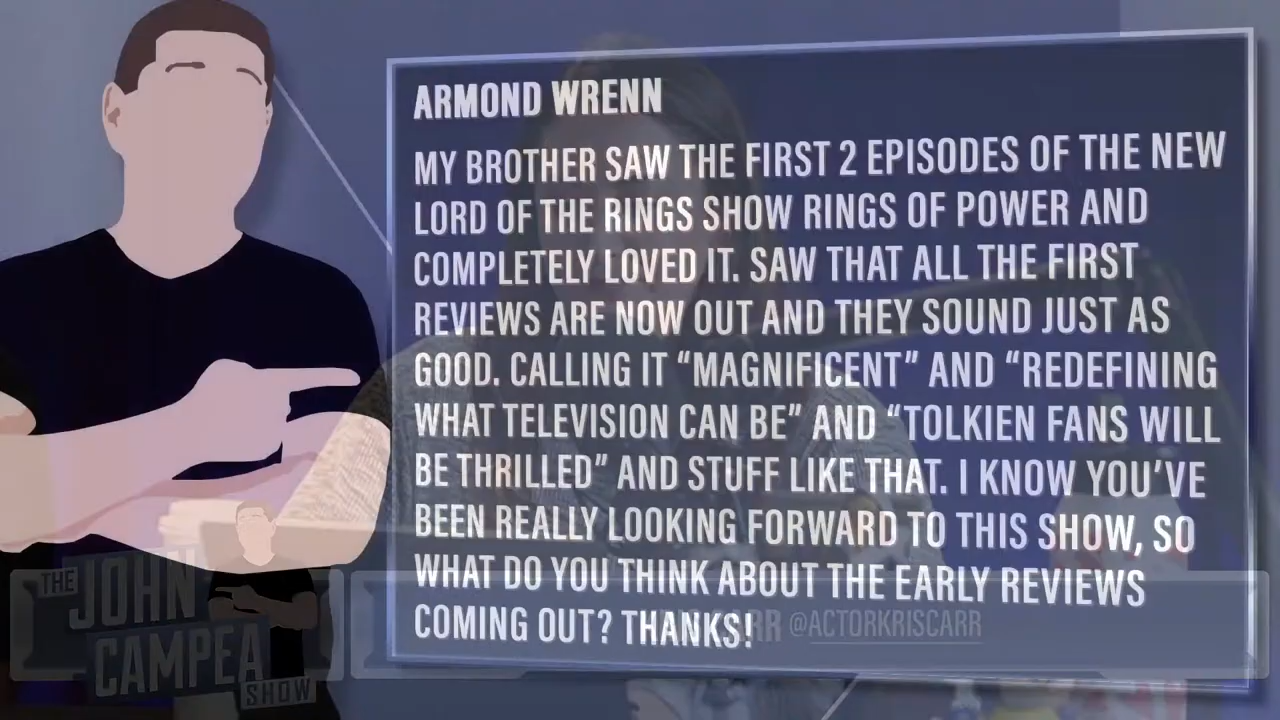 ARMOND WRENN
MY BROTHER SAW THE FIRST 2 EPISODES OF THE NEW
LORD OF THE RINGS SHOW RINGS OF POWER AND
COMPLETELY LOVED IT. SAW THAT ALL THE FIRST
REVIEWS ARE NOW OUT AND THEY SOUND JUST AS
GOOD. CALLING IT “MAGNIFICENT” AND “REDEFINING
WHAT TELEVISION CAN BE” AND “TOLKIEN FANS WILL
BE THRILLED” AND STUFF LIKE THAT. I KNOW YOU’VE
BEEN REALLY LOOKING FORWARD TO THIS SHOW, SO
WHAT DO YOU THINK ABOUT THE EARLY REVIEWS
COMING OUT? THANKS!
@ACTORKRISCARR
THE
JOHN
CAMPEA
SHOW